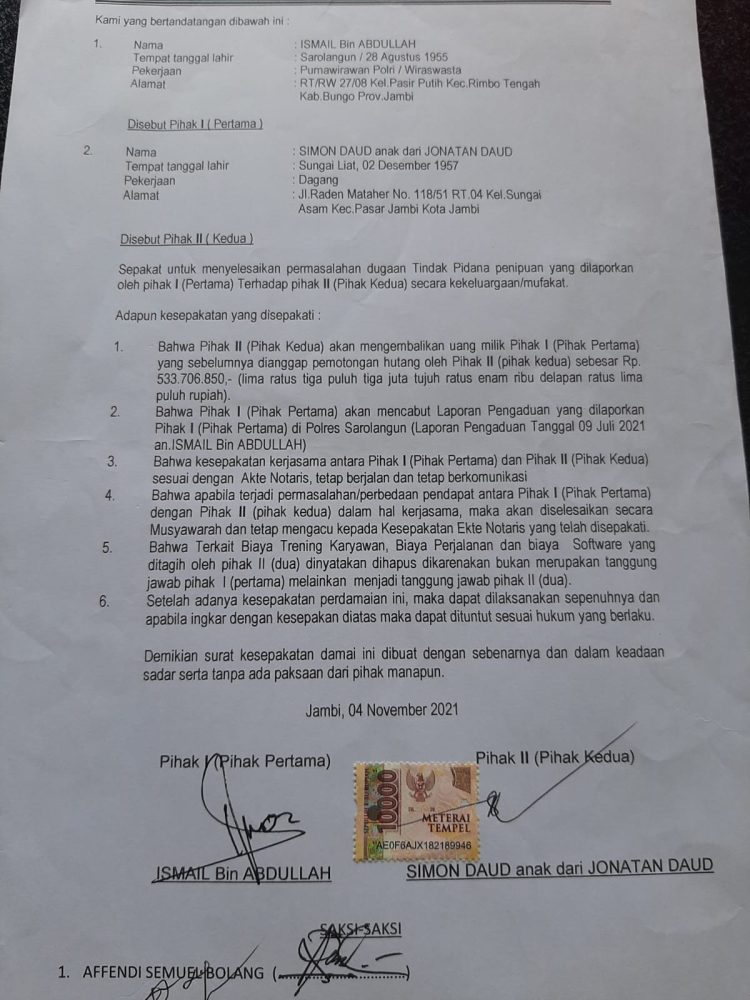 Kami yang bertandatangan dibawah ini :
1. Nama : ISMAIL Bin ABDULLAH
Tempat tanggal lahir : Sarolangun / 28 Agustus 1955
Pekerjaan : Purnawirawan Polri / Wiraswasta
Alamat : RT/RW 27/08 Kel.Pasir Putih Kec.Rimbo Tengah
Kab.Bungo Prov.Jambi
Disebut Pihak I ( Pertama )
2. Nama : SIMON DAUD anak dari JONATAN DAUD
Tempat tanggal lahir : Sungai Liat, 02 Desember 1957
Pekerjaan : Dagang
Alamat : Jl.Raden Mataher No. 118/51 RT.04 Kel.Sungai
Asam Kec.Pasar Jambi Kota Jambi
Disebut Pihak II ( Kedua )
Sepakat untuk menyelesaikan permasalahan dugaan Tindak Pidana penipuan yang dilaporkan
oleh pihak I (Pertama) Terhadap pihak II (Pihak Kedua) secara kekeluargaan/mufakat.
Adapun kesepakatan yang disepakati :
1. Bahwa Pihak II (Pihak Kedua) akan mengembalikan uang milik Pihak I (Pihak Pertama)
yang sebelumnya dianggap pemotongan hutang oleh Pihak II (pihak kedua) sebesar Rp.
533.706.850,- (lima ratus tiga puluh tiga juta tujuh ratus enam ribu delapan ratus lima
puluh rupiah).
2. Bahwa Pihak I (Pihak Pertama) akan mencabut Laporan Pengaduan yang dilaporkan
Pihak I (Pihak Pertama) di Polres Sarolangun (Laporan Pengaduan Tanggal 09 Juli 2021
an.ISMAIL Bin ABDULLAH)
3. Bahwa kesepakatan kerjasama antara Pihak I (Pihak Pertama) dan Pihak II (Pihak Kedua)
sesuai dengan Akte Notaris, tetap berjalan dan tetap berkomunikasi
4. Bahwa apabila terjadi permasalahan/perbedaan pendapat antara Pihak I (Pihak Pertama)
dengan Pihak II (pihak kedua) dalam hal kerjasama, maka akan diselesaikan secara
Musyawarah dan tetap mengacu kepada Kesepakatan Ekte Notaris yang telah disepakati.
5. Bahwa Terkait Biaya Trening Karyawan, Biaya Perjalanan dan biaya Software yang
ditagih oleh pihak II (dua) dinyatakan dihapus dikarenakan bukan merupakan tanggung
jawab pihak I (pertama) melainkan menjadi tanggung jawab pihak II (dua).
6. Setelah adanya kesepakatan perdamaian ini, maka dapat dilaksanakan sepenuhnya dan
apabila ingkar dengan kesepakan diatas maka dapat dituntut sesuai hukum yang berlaku.
Demikian surat kesepakatan damai ini dibuat dengan sebenarnya dan dalam keadaan
sadar serta tanpa ada paksaan dari pihak manapun.
Jambi, 04 November 2021
Pihak I (Pihak Pertama) Pihak II (Pihak Kedua)
10000
METERAI
TEMPEL
AE0F6AJX182189946
ISMAIL Bin ABDULLAH SIMON DAUD anak dari JONATAN DAUD
SAKSI-SAKSI
1. AFFENDI SEMUEL BOLANG (........................)